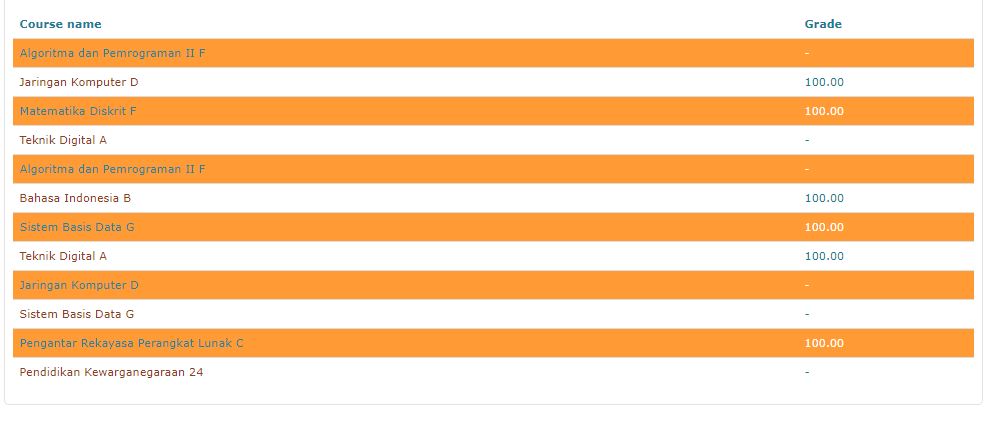 Course name Grade
Algoritma dan Pemrograman II F -
Jaringan Komputer D 100.00
Matematika Diskrit F 100.00
Teknik Digital A -
Algoritma dan Pemrograman II F -
Bahasa Indonesia B 100.00
Sistem Basis Data G 100.00
Teknik Digital A 100.00
Jaringan Komputer D -
Sistem Basis Data G -
Pengantar Rekayasa Perangkat Lunak C 100.00
Pendidikan Kewarganegaraan 24 -